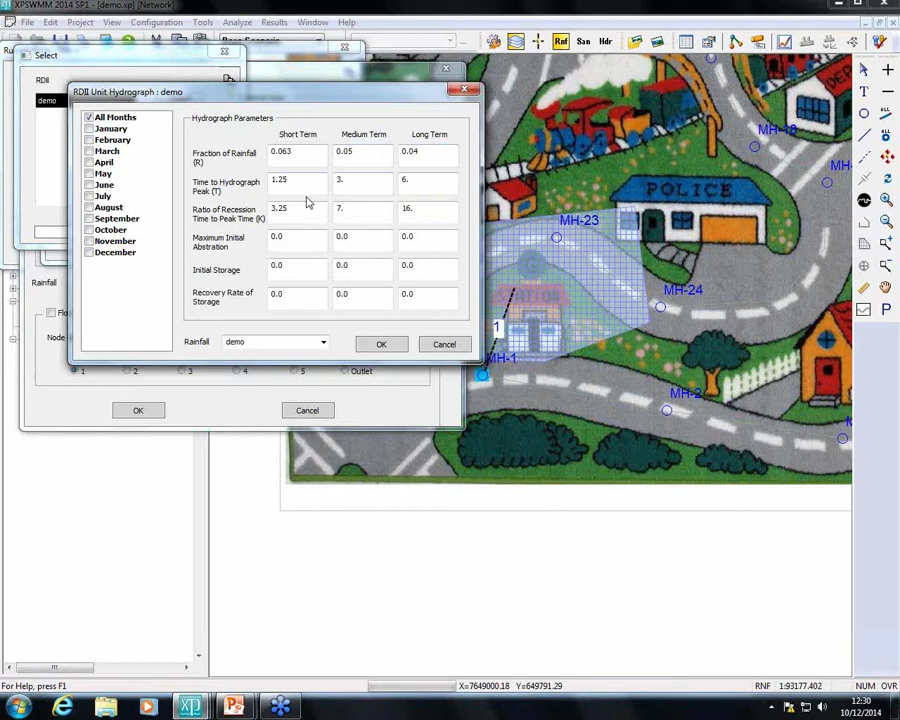 XPSWMM 2014 SP1 - [demo.xp] [Network]
File Edit Project View Configuration Tools Analyze Results Window Help
Rnf San Hdr
Select
RDII
demo
RDII Unit Hydrograph : demo
All Months
January
February
March
April
May
June
July
August
September
October
November
December
Hydrograph Parameters
Short Term Medium Term Long Term
Fraction of Rainfall (R) 0.063 0.05 0.04
Time to Hydrograph Peak (T) 1.25 3. 6.
Ratio of Recession Time to Peak Time (K) 3.25 7. 16.
Maximum Initial Abstration 0.0 0.0 0.0
Initial Storage 0.0 0.0 0.0
Recovery Rate of Storage 0.0 0.0 0.0
Rainfall demo OK Cancel
Rainfall
Node
1 2 3 4 5 Outlet
OK Cancel
POLICE
STATION
MH-23
MH-24
MH-1
MH-2
1
For Help, press F1
X=7649000.18 Y=649791.29 RNF 1:93177.402 NUM OVR
12:30
10/12/2014